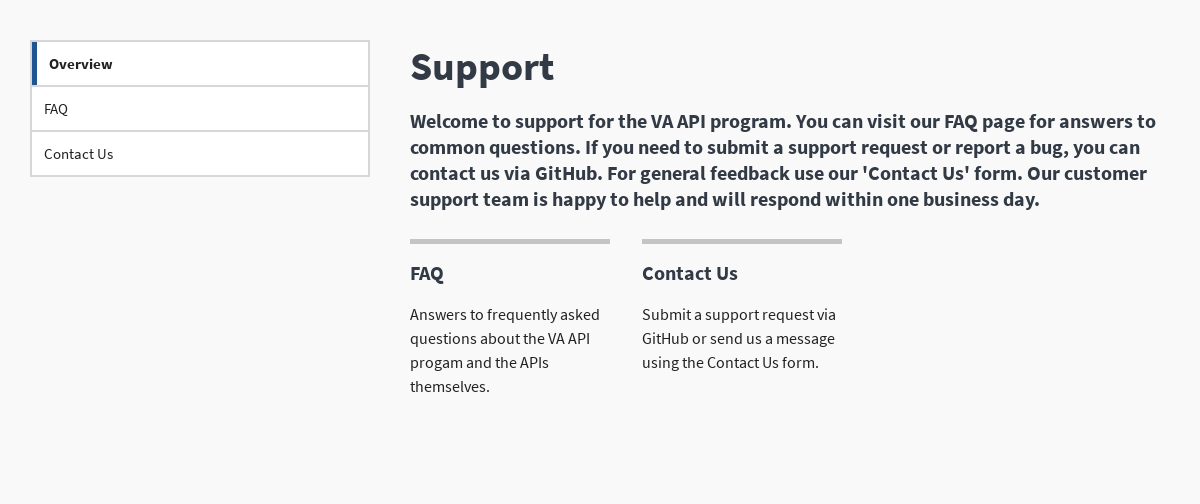 Overview
FAQ
Contact Us
Support
Welcome to support for the VA API program. You can visit our FAQ page for answers to
common questions. If you need to submit a support request or report a bug, you can
contact us via GitHub. For general feedback use our 'Contact Us' form. Our customer
support team is happy to help and will respond within one business day.
FAQ
Answers to frequently asked
questions about the VA API
progam and the APIs
themselves.
Contact Us
Submit a support request via
GitHub or send us a message
using the Contact Us form.